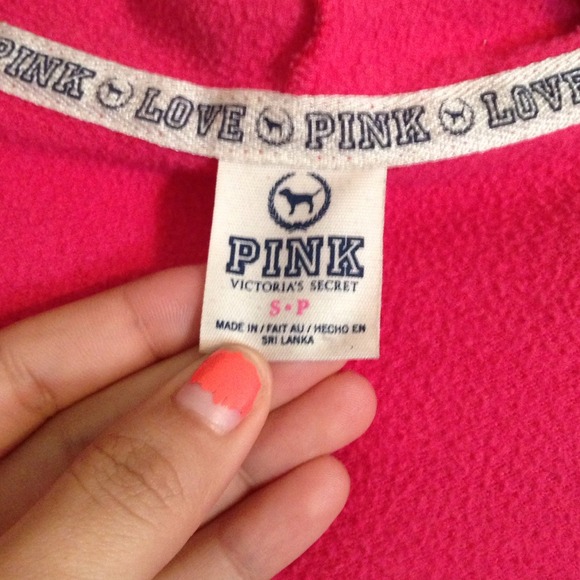 PINK LOVE PINK LOVE
PINK
VICTORIA'S SECRET
S•P
MADE IN / FAIT AU / HECHO EN
SRI LANKA